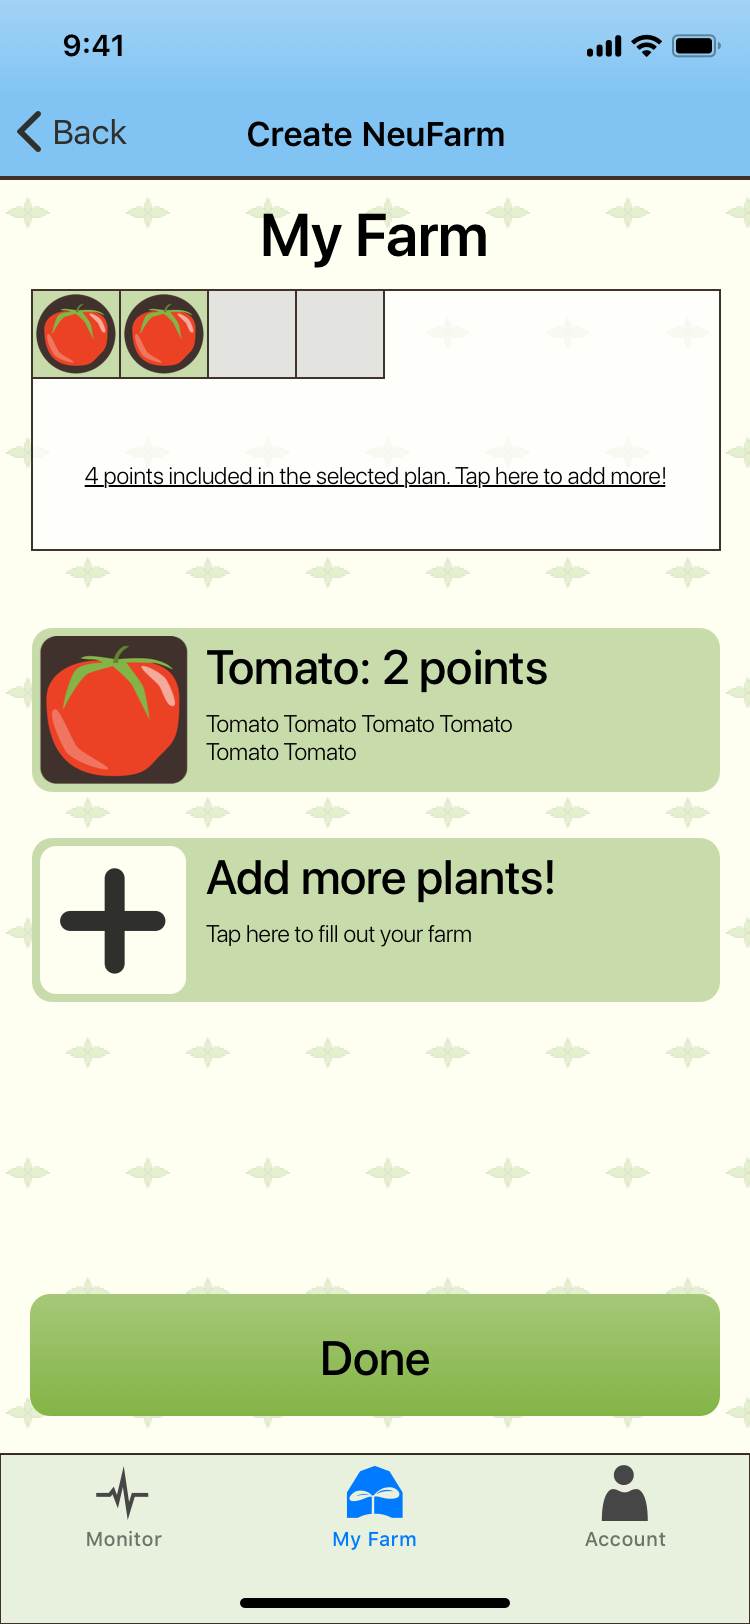 9:41
Back
Create NeuFarm
My Farm
4 points included in the selected plan. Tap here to add more!
Tomato: 2 points
Tomato Tomato Tomato Tomato
Tomato Tomato
Add more plants!
Tap here to fill out your farm
Done
Monitor
My Farm
Account